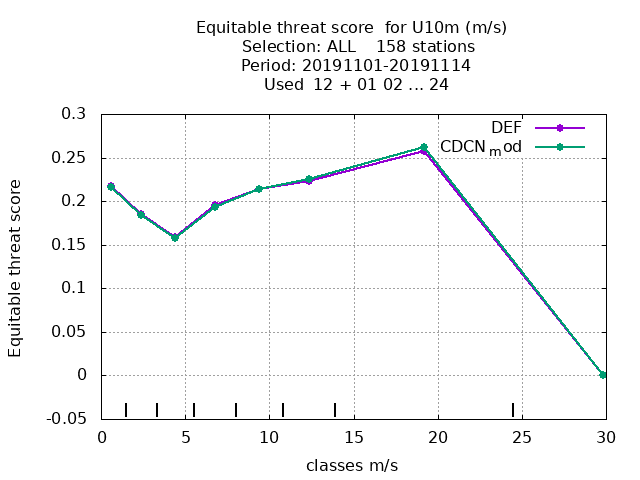 Equitable threat score  for U10m (m/s)
Selection: ALL    158 stations
Period: 20191101-20191114
Used  12 + 01 02 ... 24
DEF
CDCNmod
0.3
0.25
0.2
0.15
0.1
0.05
0
-0.05
Equitable threat score
0 5 10 15 20 25 30
classes m/s